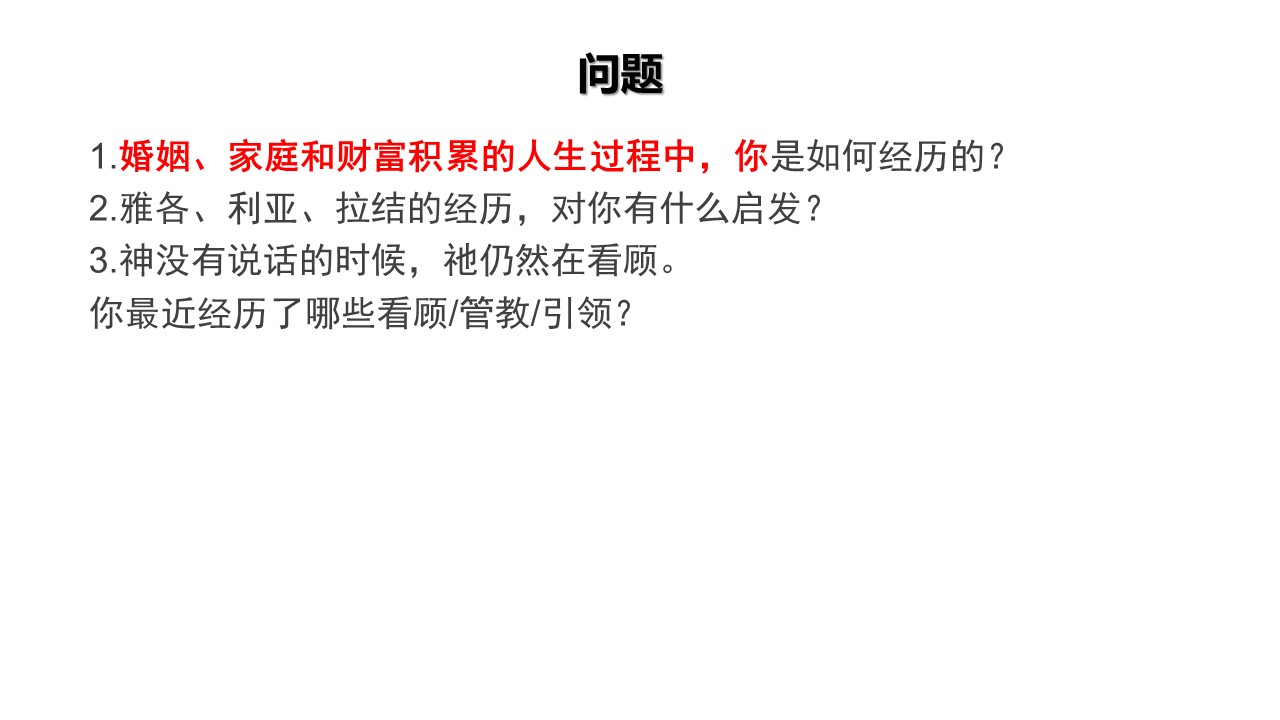 问题
1.婚姻、家庭和财富积累的人生过程中，你是如何经历的？
2.雅各、利亚、拉结的经历，对你有什么启发？
3.神没有说话的时候，祂仍然在看顾。
你最近经历了哪些看顾/管教/引领？